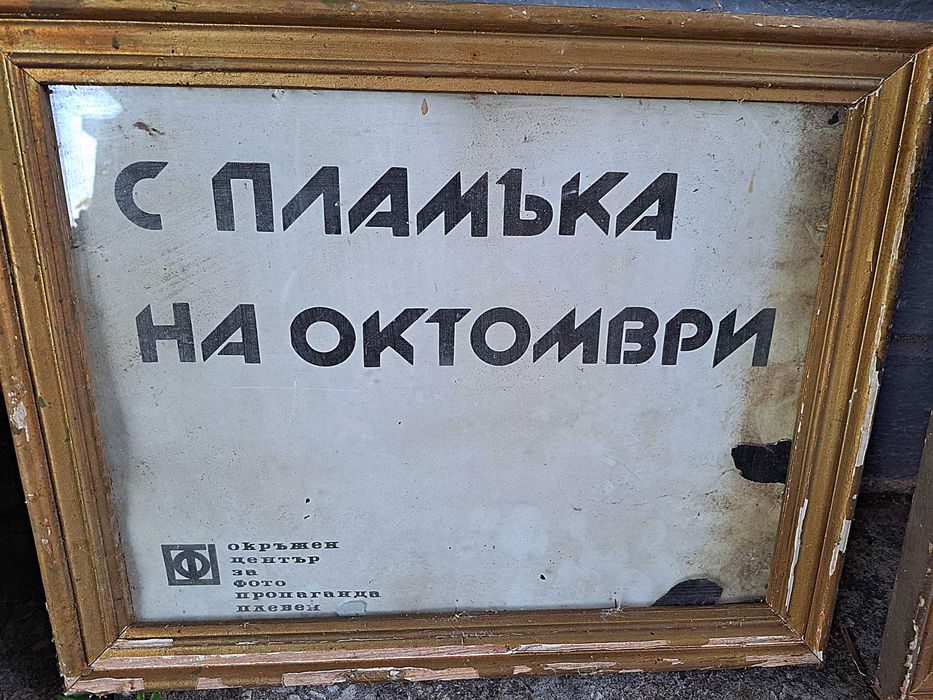 С ПЛАМЪКА
НА ОКТОМВРИ
Ф
окръжен
център
за
фото
пропаганда
плевен